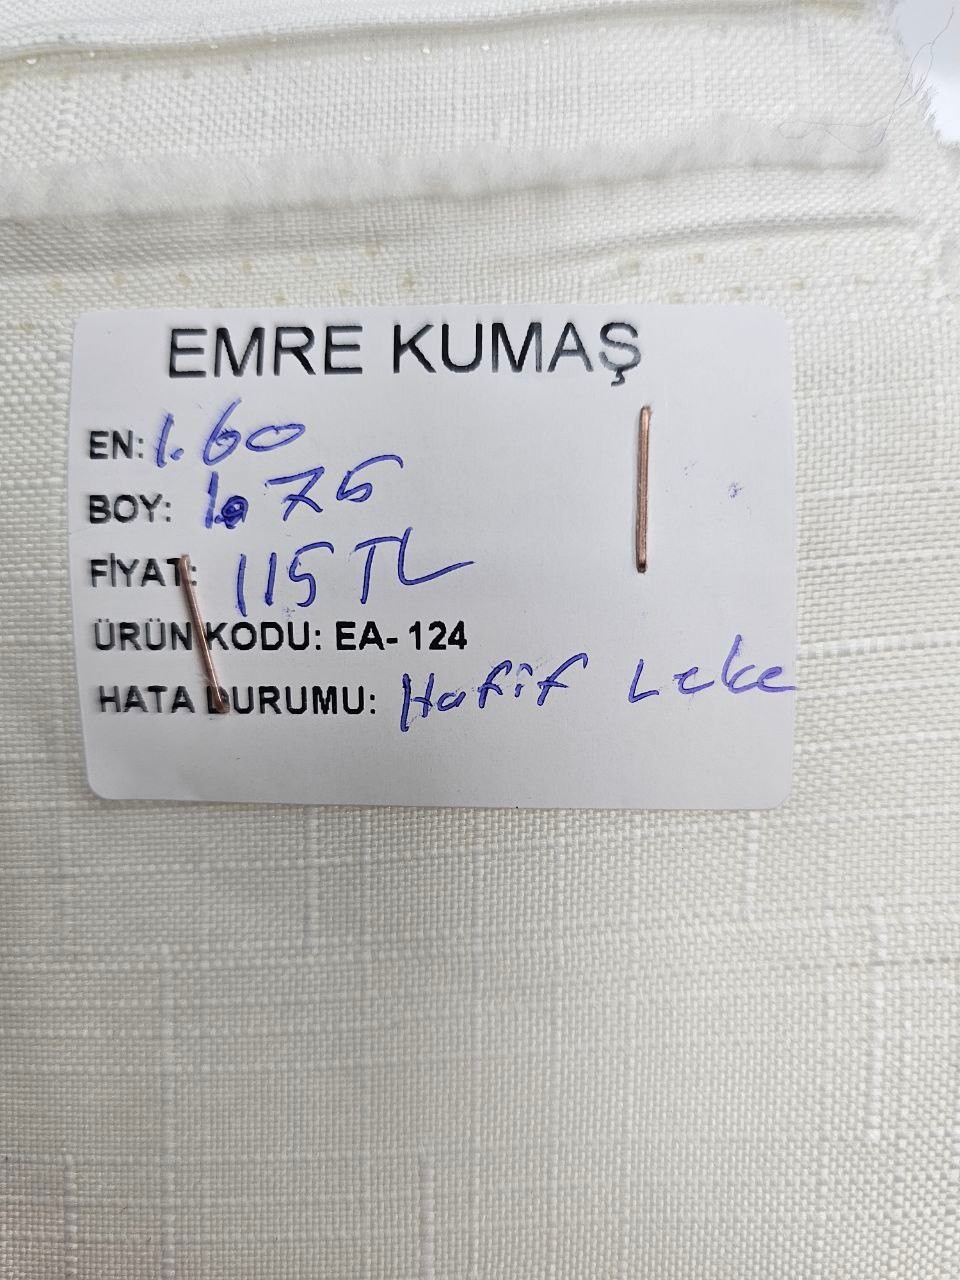 EMRE KUMAŞ
EN: 1.60
BOY: 1.75
FİYAT: 115 TL
ÜRÜN KODU: EA-124
HATA DURUMU: Hafif Leke